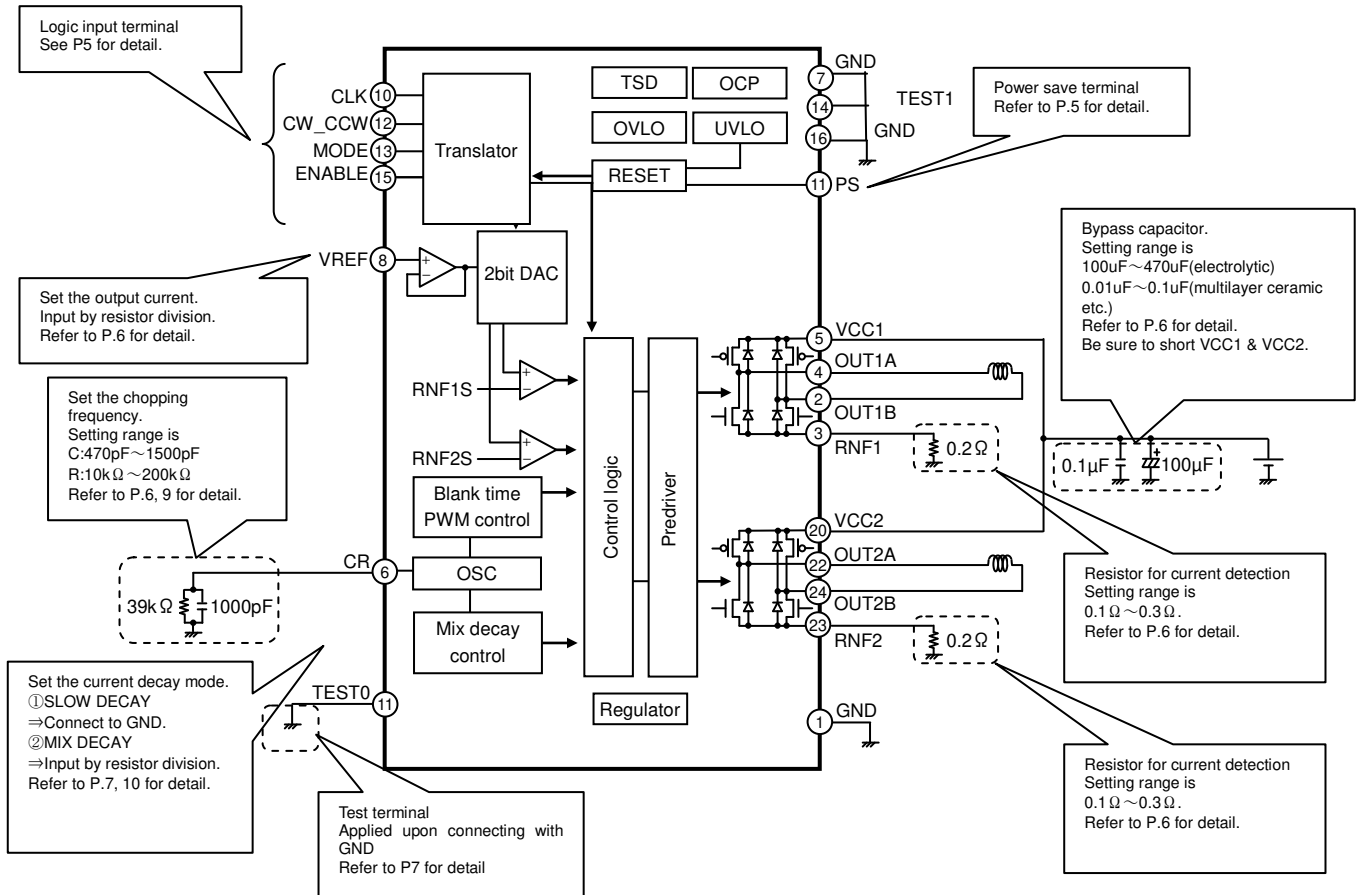 Logic input terminal
See P5 for detail.
CLK 10
CW_CCW 12
MODE 13
ENABLE 15
Translator
TSD
OCP
OVLO
UVLO
RESET
7 GND
14 TEST1
16 GND
11 PS
Power save terminal
Refer to P.5 for detail.
VREF 8
2bit DAC
+
−
Set the output current.
Input by resistor division.
Refer to P.6 for detail.
Bypass capacitor.
Setting range is
100uF～470uF(electrolytic)
0.01uF～0.1uF(multilayer ceramic
etc.)
Refer to P.6 for detail.
Be sure to short VCC1 & VCC2.
RNF1S
+
−
RNF2S
+
−
Blank time
PWM control
OSC
Mix decay
control
Control logic
Predriver
Regulator
5 VCC1
4 OUT1A
2 OUT1B
3 RNF1
0.2Ω
0.1µF
+
100µF
20 VCC2
22 OUT2A
24 OUT2B
23 RNF2
0.2Ω
1 GND
Set the chopping
frequency.
Setting range is
C:470pF～1500pF
R:10kΩ～200kΩ
Refer to P.6, 9 for detail.
CR 6
39kΩ
1000pF
Set the current decay mode.
①SLOW DECAY
⇒Connect to GND.
②MIX DECAY
⇒Input by resistor division.
Refer to P.7, 10 for detail.
TEST0 11
Test terminal
Applied upon connecting with
GND
Refer to P7 for detail
Resistor for current detection
Setting range is
0.1Ω～0.3Ω.
Refer to P.6 for detail.
Resistor for current detection
Setting range is
0.1Ω～0.3Ω.
Refer to P.6 for detail.